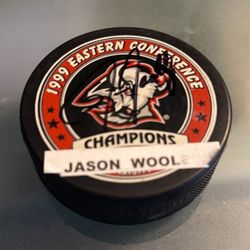 1999 EASTERN CONFERENCE
CHAMPIONS
JASON WOOL